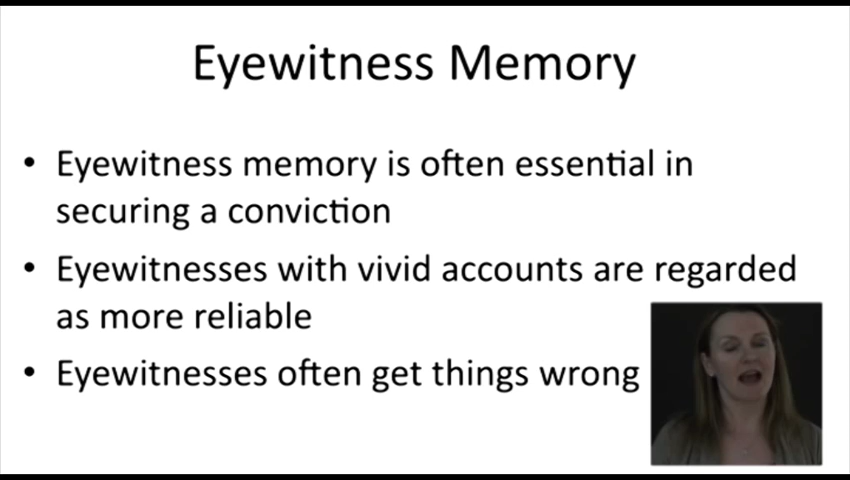 Eyewitness Memory
• Eyewitness memory is often essential in
securing a conviction
• Eyewitnesses with vivid accounts are regarded
as more reliable
• Eyewitnesses often get things wrong